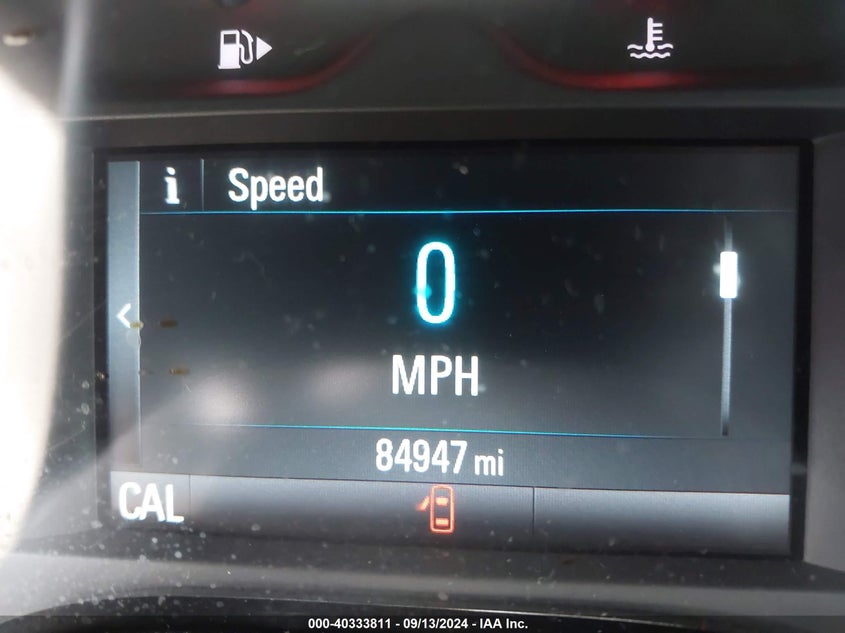 i Speed
0
MPH
84947 mi
CAL
000-40333811 - 09/13/2024 - IAA Inc.